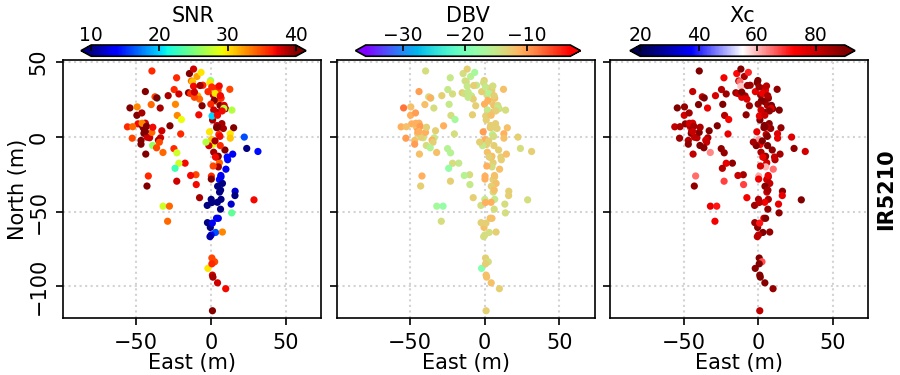 SNR DBV Xc
10 20 30 40 −30 −20 −10 20 40 60 80
50
0
−50
−100
North (m)
−50 0 50 −50 0 50 −50 0 50
East (m) East (m) East (m)
IR5210